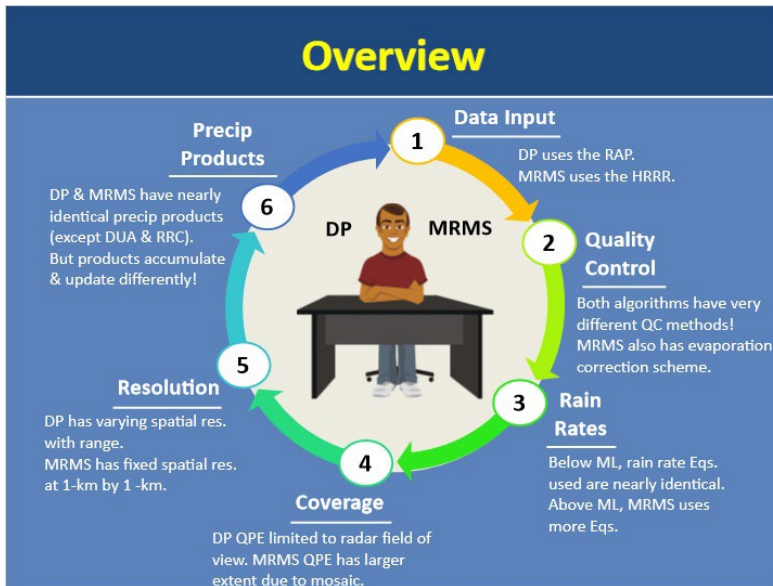 Overview
1
Data Input
DP uses the RAP.
MRMS uses the HRRR.
2
Quality
Control
Both algorithms have very
different QC methods!
MRMS also has evaporation
correction scheme.
3
Rain
Rates
Below ML, rain rate Eqs.
used are nearly identical.
Above ML, MRMS uses
more Eqs.
4
Coverage
DP QPE limited to radar field of
view. MRMS QPE has larger
extent due to mosaic.
5
Resolution
DP has varying spatial res.
with range.
MRMS has fixed spatial res.
at 1-km by 1 -km.
6
Precip
Products
DP & MRMS have nearly
identical precip products
(except DUA & RRC).
But products accumulate
& update differently!
DP
MRMS